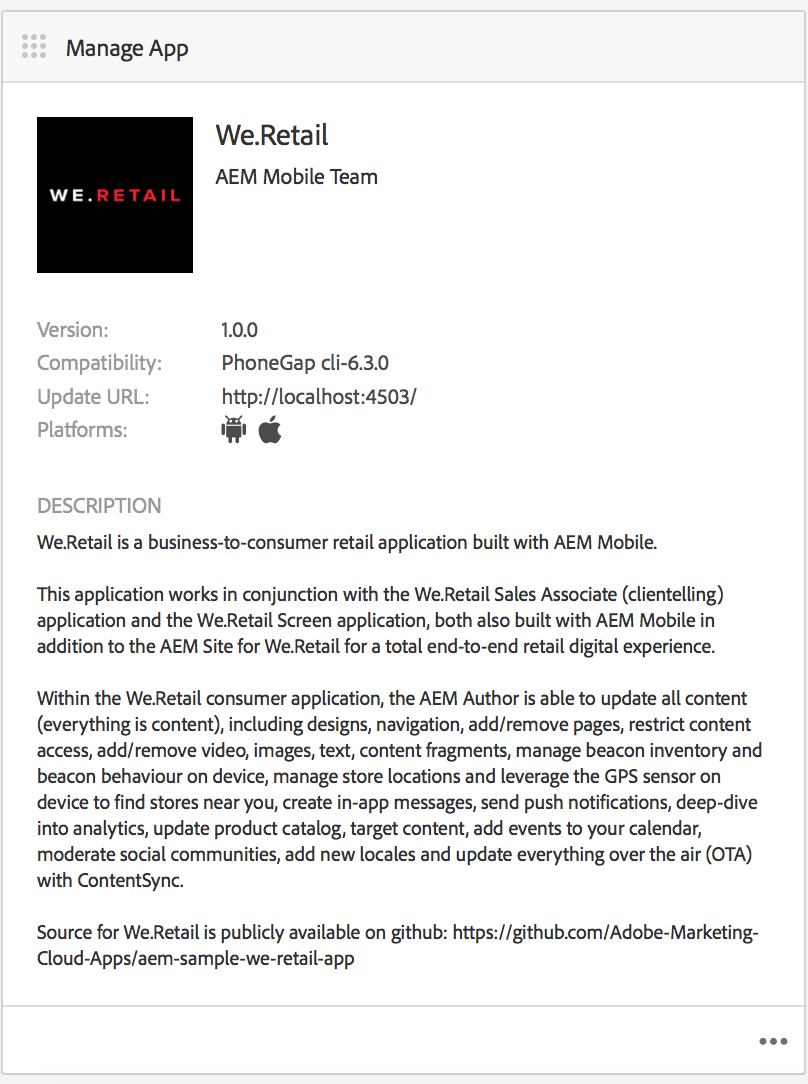 Manage App
WE.RETAIL
We.Retail
AEM Mobile Team
Version: 1.0.0
Compatibility: PhoneGap cli-6.3.0
Update URL: http://localhost:4503/
Platforms:
DESCRIPTION
We.Retail is a business-to-consumer retail application built with AEM Mobile.
This application works in conjunction with the We.Retail Sales Associate (clientelling)
application and the We.Retail Screen application, both also built with AEM Mobile in
addition to the AEM Site for We.Retail for a total end-to-end retail digital experience.
Within the We.Retail consumer application, the AEM Author is able to update all content
(everything is content), including designs, navigation, add/remove pages, restrict content
access, add/remove video, images, text, content fragments, manage beacon inventory and
beacon behaviour on device, manage store locations and leverage the GPS sensor on
device to find stores near you, create in-app messages, send push notifications, deep-dive
into analytics, update product catalog, target content, add events to your calendar,
moderate social communities, add new locales and update everything over the air (OTA)
with ContentSync.
Source for We.Retail is publicly available on github: https://github.com/Adobe-Marketing-
Cloud-Apps/aem-sample-we-retail-app